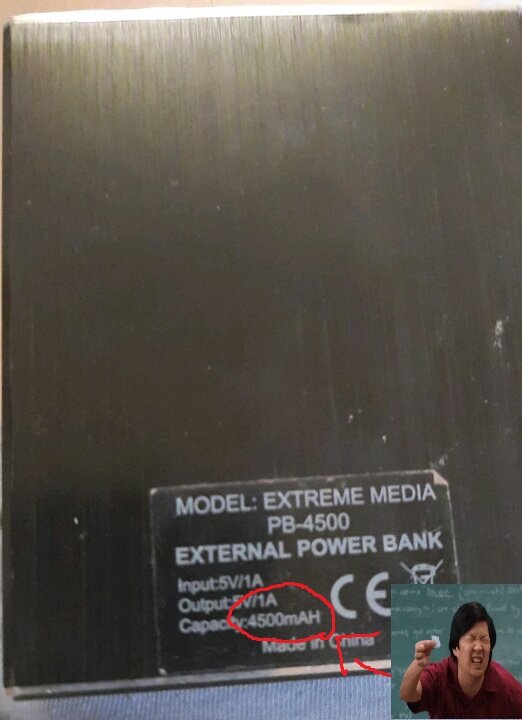 MODEL: EXTREME MEDIA
PB-4500
EXTERNAL POWER BANK
Input:5V/1A
Output:5V/1A
Capacity:4500mAH
CE
Made in China